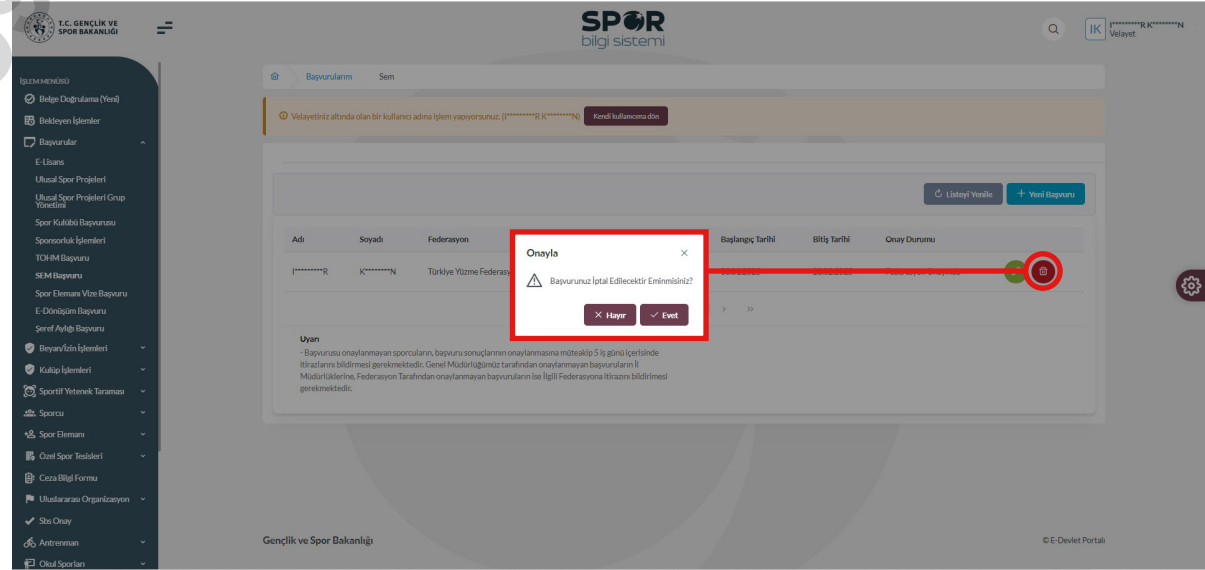 T.C. GENÇLİK VE
SPOR BAKANLIĞI
SPOR
bilgi sistemi
IK
I*********R K********N
Velayet
İŞLEM MENÜSÜ
Belge Doğrulama (Yeni)
Bekleyen İşlemler
Başvurular
E-Lisans
Ulusal Spor Projeleri
Ulusal Spor Projeleri Grup
Yönetimi
Spor Kulübü Başvurusu
Sponsorluk İşlemleri
TOHM Başvuru
SEM Başvuru
Spor Elemanı Vize Başvuru
E-Dönüşüm Başvuru
Şeref Aylığı Başvuru
Beyan/İzin İşlemleri
Kulüp İşlemleri
Sportif Yetenek Taraması
Sporcu
Spor Elemanı
Özel Spor Tesisleri
Ceza Bilgi Formu
Uluslararası Organizasyon
Sbs Onay
Antrenman
Okul Sporları
Başvurularım Sem
Velayetiniz altında olan bir kullanıcı adına işlem yapıyorsunuz. (I*********R K********N) Kendi kullanıcıma dön
Listeyi Yenile + Yeni Başvuru
Adı Soyadı Federasyon Başlangıç Tarihi Bitiş Tarihi Onay Durumu
I*********R K********N Türkiye Yüzme Federasy
Onayla
Başvurunuz İptal Edilecektir Eminmisiniz?
Hayır Evet
Uyarı
- Başvurusu onaylanmayan sporcuların, başvuru sonuçlarının onaylanmasına müteakip 5 iş günü içerisinde
itirazlarını bildirmesi gerekmektedir. Genel Müdürlüğümüz tarafından onaylanmayan başvuruların İl
Müdürlüklerine, Federasyon Tarafından onaylanmayan başvuruların ise İlgili Federasyona itirazını bildirimesi
gerekmektedir.
Gençlik ve Spor Bakanlığı
© E-Devlet Portalı